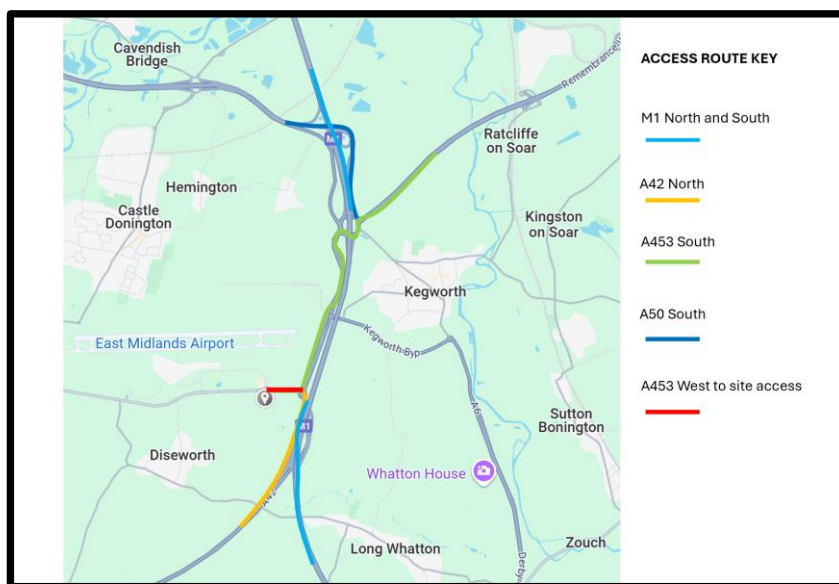 Cavendish
Bridge
Remembrance
M1
Ratcliffe
on Soar
Hemington
Castle
Donington
Kingston
on Soar
Kegworth
East Midlands Airport
Kegworth Byp
A6
Sutton
Bonington
M1
Diseworth
Whatton House
A42
Long Whatton
Zouch
Derby
ACCESS ROUTE KEY
M1 North and South
A42 North
A453 South
A50 South
A453 West to site access